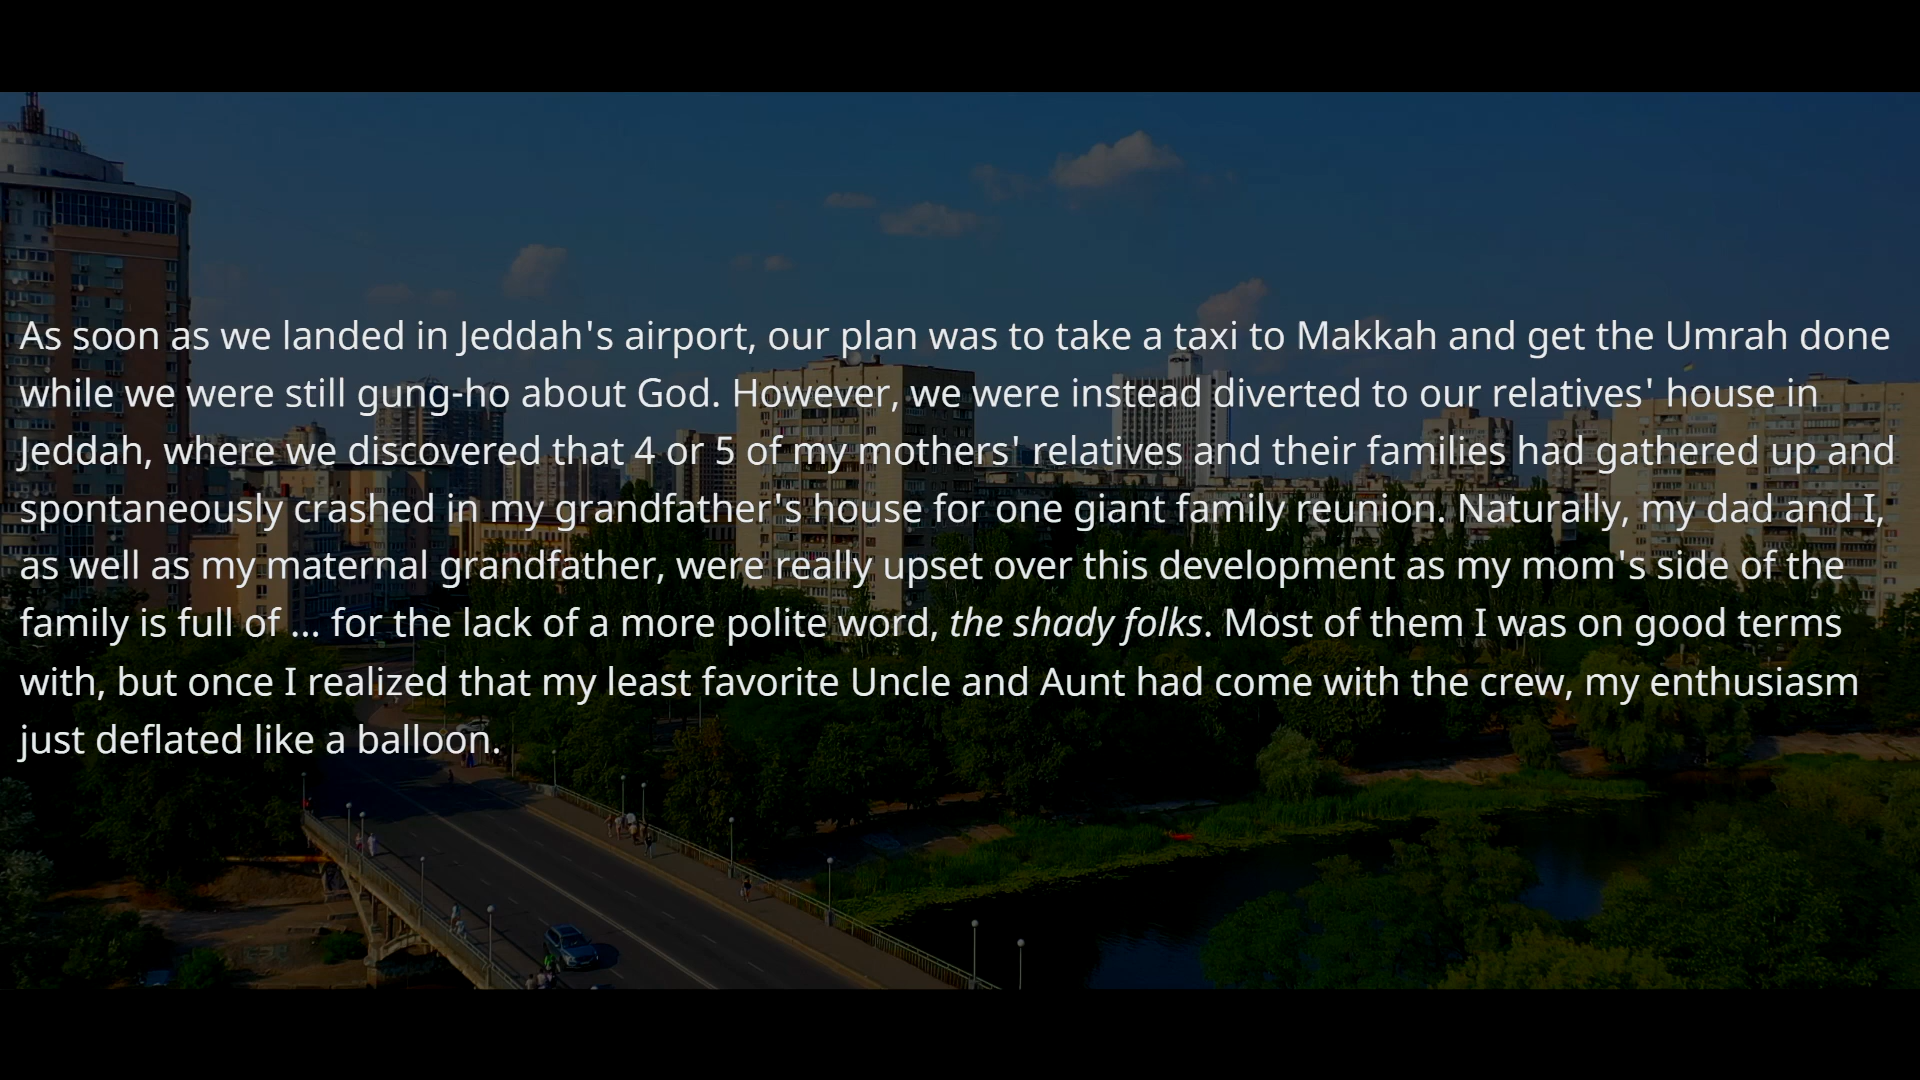 As soon as we landed in Jeddah's airport, our plan was to take a taxi to Makkah and get the Umrah done
while we were still gung-ho about God. However, we were instead diverted to our relatives' house in
Jeddah, where we discovered that 4 or 5 of my mothers' relatives and their families had gathered up and
spontaneously crashed in my grandfather's house for one giant family reunion. Naturally, my dad and I,
as well as my maternal grandfather, were really upset over this development as my mom's side of the
family is full of ... for the lack of a more polite word, the shady folks. Most of them I was on good terms
with, but once I realized that my least favorite Uncle and Aunt had come with the crew, my enthusiasm
just deflated like a balloon.